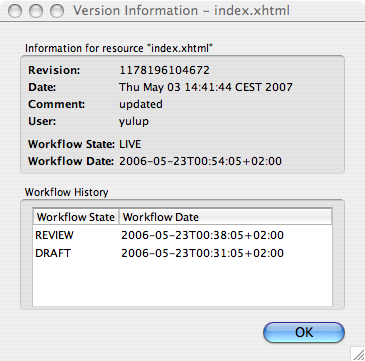 Version Information – index.xhtml
Information for resource "index.xhtml"
Revision: 1178196104672
Date: Thu May 03 14:41:44 CEST 2007
Comment: updated
User: yulup
Workflow State: LIVE
Workflow Date: 2006-05-23T00:54:05+02:00
Workflow History
Workflow State Workflow Date
REVIEW 2006-05-23T00:38:05+02:00
DRAFT 2006-05-23T00:31:05+02:00
OK